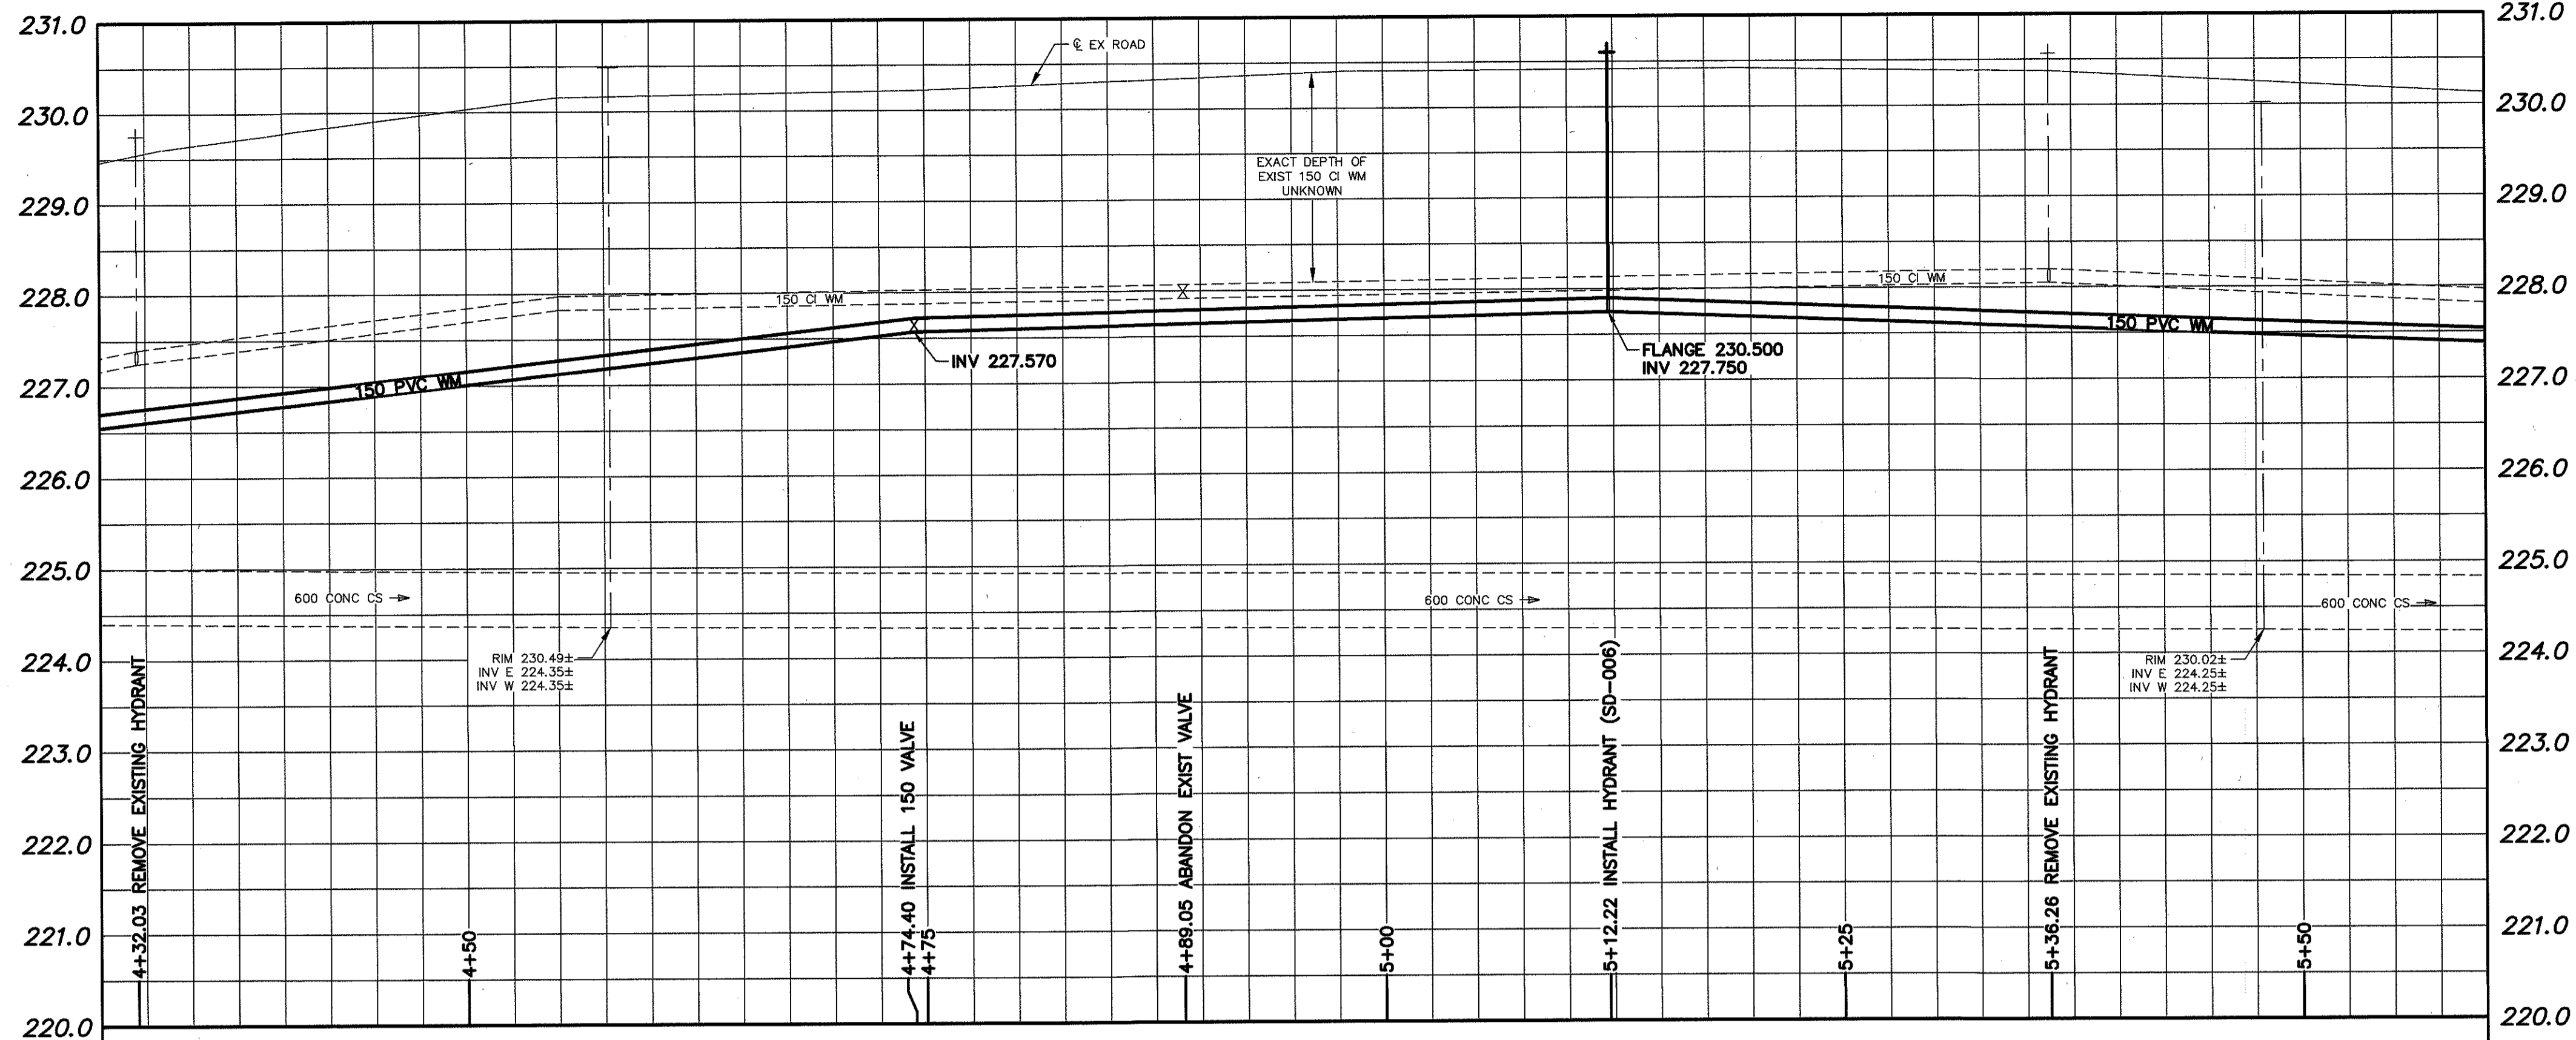 231.0
230.0
229.0
228.0
227.0
226.0
225.0
224.0
223.0
222.0
221.0
220.0
℄ EX ROAD
EXACT DEPTH OF
EXIST 150 CI WM
UNKNOWN
150 CI WM
150 CI WM
150 PVC WM
INV 227.570
FLANGE 230.500
INV 227.750
150 PVC WM
600 CONC CS
600 CONC CS
600 CONC CS
RIM 230.49±
INV E 224.35±
INV W 224.35±
RIM 230.02±
INV E 224.25±
INV W 224.25±
4+32.03 REMOVE EXISTING HYDRANT
4+50
4+74.40 INSTALL 150 VALVE
4+75
4+89.05 ABANDON EXIST VALVE
5+00
5+12.22 INSTALL HYDRANT (SD-006)
5+25
5+36.26 REMOVE EXISTING HYDRANT
5+50
231.0
230.0
229.0
228.0
227.0
226.0
225.0
224.0
223.0
222.0
221.0
220.0